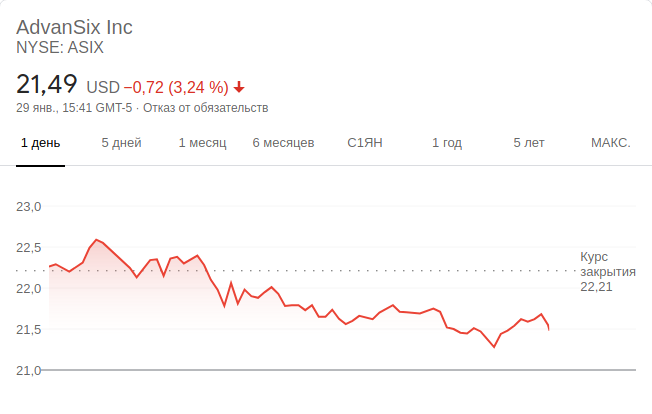 AdvanSix Inc
NYSE: ASIX
21,49 USD −0,72 (3,24 %)
29 янв., 15:41 GMT-5 · Отказ от обязательств
1 день 5 дней 1 месяц 6 месяцев С1ЯН 1 год 5 лет МАКС.
23,0
22,5
Курс
закрытия
22,21
22,0
21,5
21,0